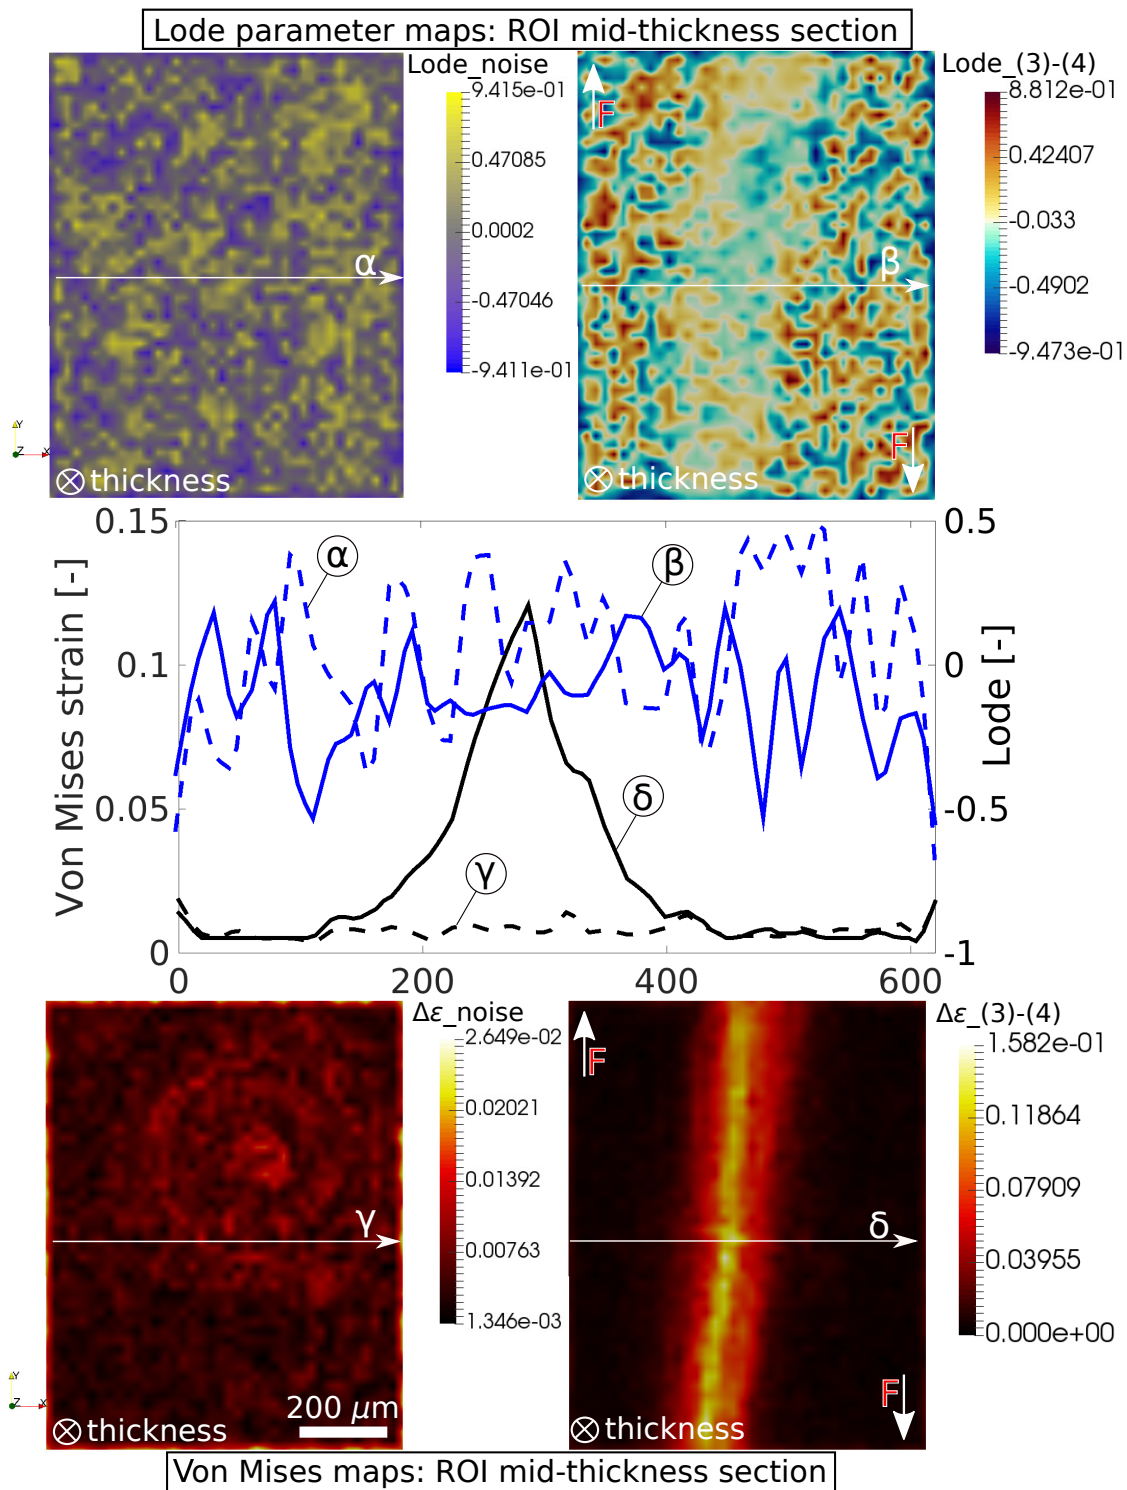 Lode parameter maps: ROI mid-thickness section
Lode_noise
9.415e-01
0.47085
0.0002
-0.47046
-9.411e-01
α
⊗ thickness
Y
Z
X
Lode_(3)-(4)
8.812e-01
0.42407
-0.033
-0.4902
-9.473e-01
F
β
F
⊗ thickness
Von Mises strain [-]
0.15
0.1
0.05
0
0.5
0
-0.5
-1
Lode [-]
α
β
δ
γ
0
200
400
600
Δε_noise
2.649e-02
0.02021
0.01392
0.00763
1.346e-03
γ
200 μm
⊗ thickness
Y
Z
X
Δε_(3)-(4)
1.582e-01
0.11864
0.07909
0.03955
0.000e+00
F
δ
F
⊗ thickness
Von Mises maps: ROI mid-thickness section